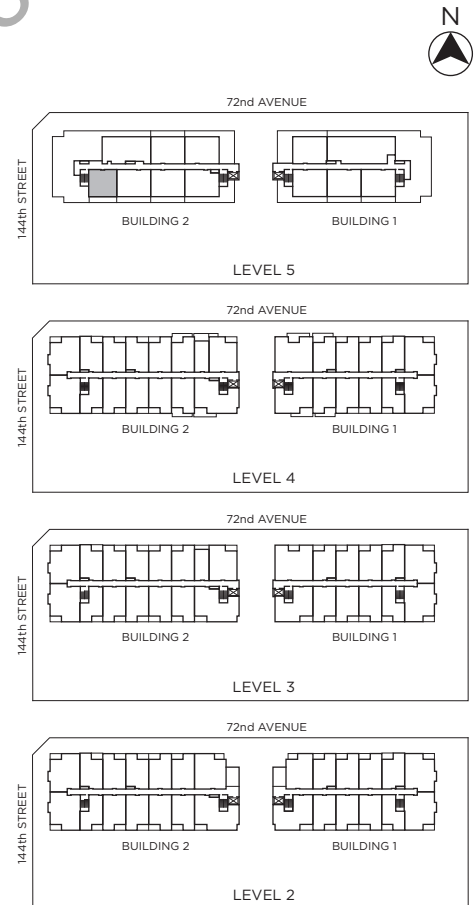 N
72nd AVENUE
144th STREET
BUILDING 2
BUILDING 1
LEVEL 5
72nd AVENUE
144th STREET
BUILDING 2
BUILDING 1
LEVEL 4
72nd AVENUE
144th STREET
BUILDING 2
BUILDING 1
LEVEL 3
72nd AVENUE
144th STREET
BUILDING 2
BUILDING 1
LEVEL 2